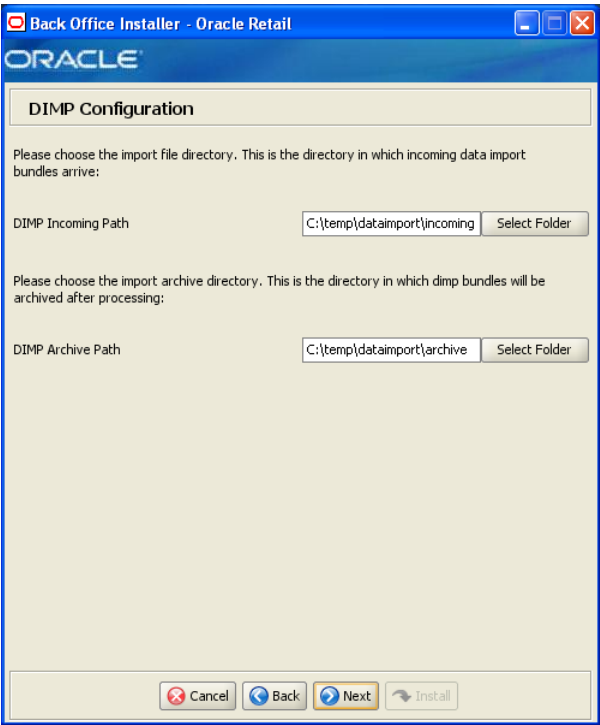 Back Office Installer - Oracle Retail
ORACLE
DIMP Configuration
Please choose the import file directory. This is the directory in which incoming data import
bundles arrive:
DIMP Incoming Path C:\temp\dataimport\incoming Select Folder
Please choose the import archive directory. This is the directory in which dimp bundles will be
archived after processing:
DIMP Archive Path C:\temp\dataimport\archive Select Folder
Cancel Back Next Install